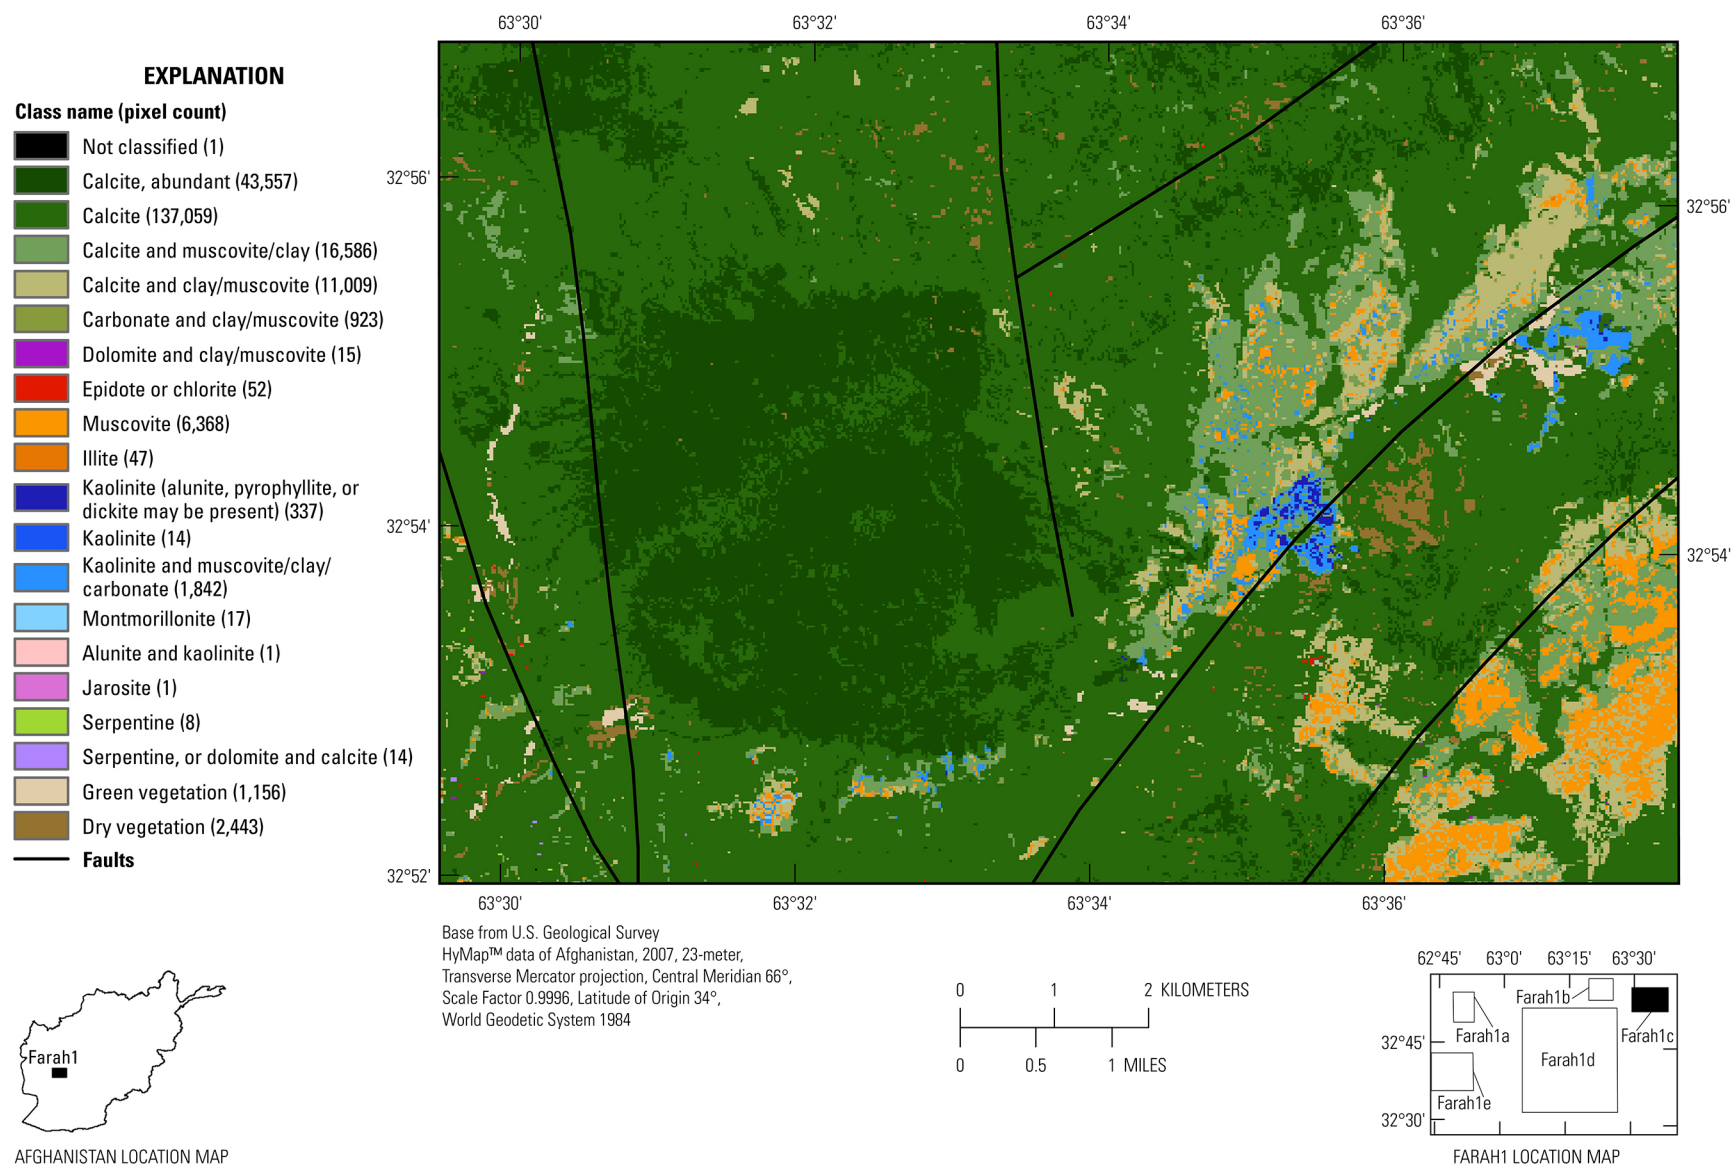 63°30'
63°32'
63°34'
63°36'
EXPLANATION
Class name (pixel count)
Not classified (1)
Calcite, abundant (43,557)
Calcite (137,059)
Calcite and muscovite/clay (16,586)
Calcite and clay/muscovite (11,009)
Carbonate and clay/muscovite (923)
Dolomite and clay/muscovite (15)
Epidote or chlorite (52)
Muscovite (6,368)
Illite (47)
Kaolinite (alunite, pyrophyllite, or
dickite may be present) (337)
Kaolinite (14)
Kaolinite and muscovite/clay/
carbonate (1,842)
Montmorillonite (17)
Alunite and kaolinite (1)
Jarosite (1)
Serpentine (8)
Serpentine, or dolomite and calcite (14)
Green vegetation (1,156)
Dry vegetation (2,443)
Faults
32°56'
32°54'
32°52'
32°56'
32°54'
63°30'
63°32'
63°34'
63°36'
Base from U.S. Geological Survey
HyMap™ data of Afghanistan, 2007, 23-meter,
Transverse Mercator projection, Central Meridian 66°,
Scale Factor 0.9996, Latitude of Origin 34°,
World Geodetic System 1984
0 1 2 KILOMETERS
0 0.5 1 MILES
Farah1
AFGHANISTAN LOCATION MAP
62°45' 63°0' 63°15' 63°30'
32°45'
32°30'
Farah1b
Farah1a
Farah1c
Farah1d
Farah1e
FARAH1 LOCATION MAP